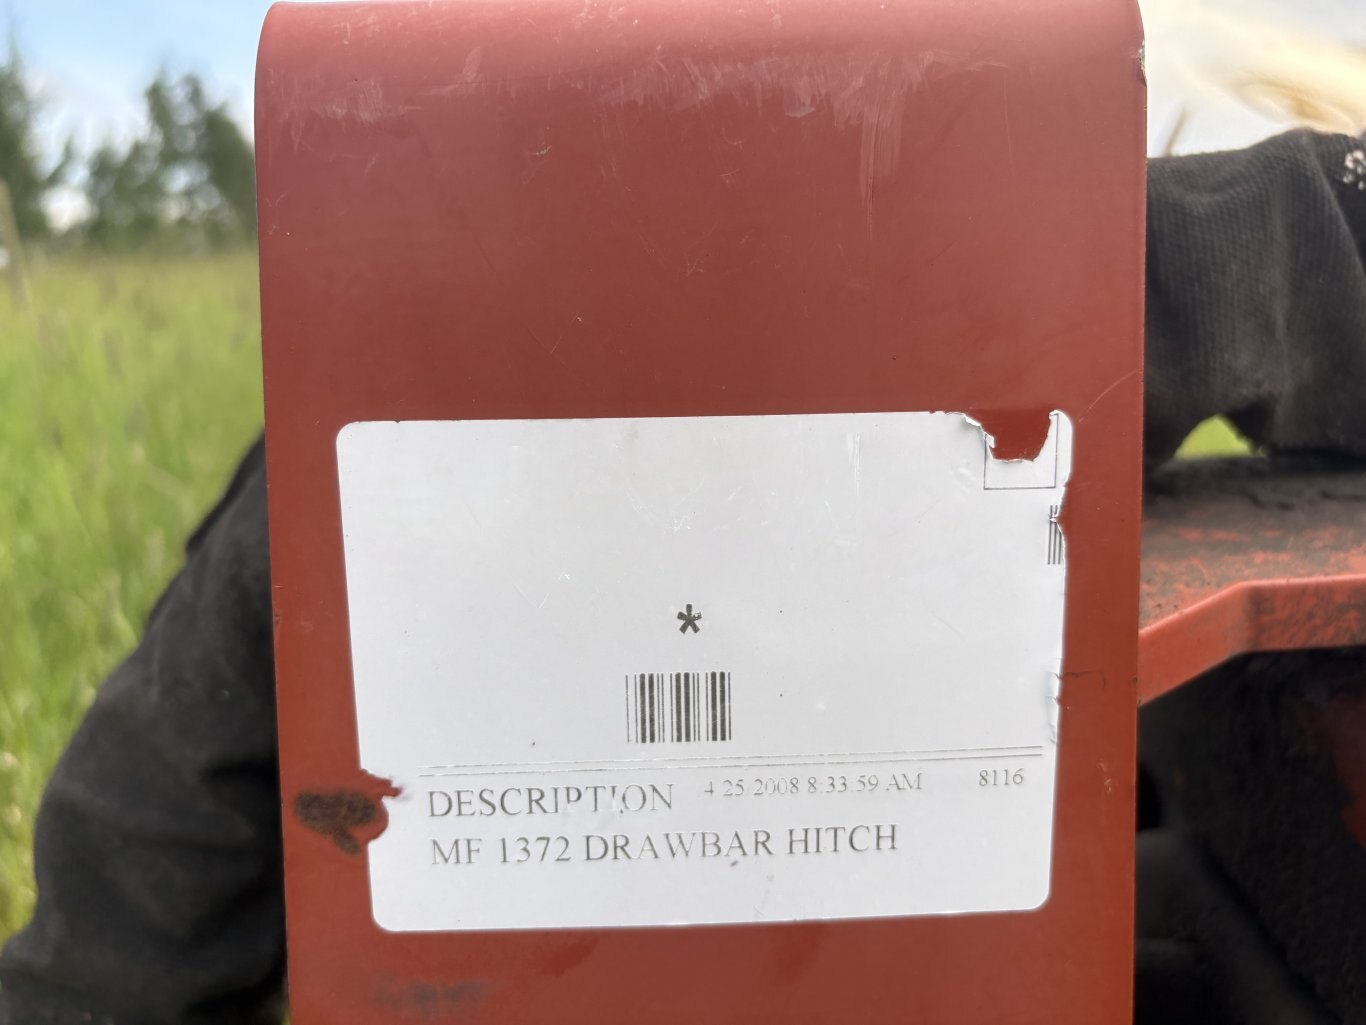 *
DESCRIPTION 4 25 2008 8:33:59 AM 8116
MF 1372 DRAWBAR HITCH